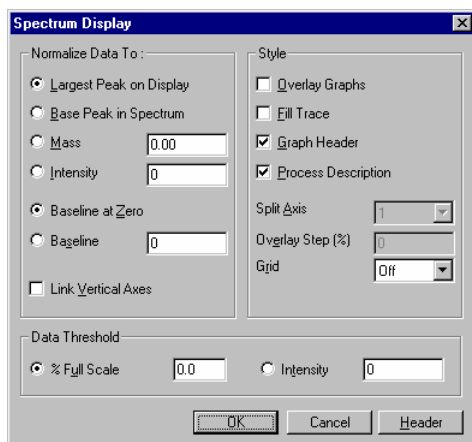 Spectrum Display
Normalize Data To :
Largest Peak on Display
Base Peak in Spectrum
Mass 0.00
Intensity 0
Baseline at Zero
Baseline 0
Link Vertical Axes
Style
Overlay Graphs
Fill Trace
Graph Header
Process Description
Split Axis 1
Overlay Step (%) 0
Grid Off
Data Threshold
% Full Scale 0.0 Intensity 0
OK Cancel Header